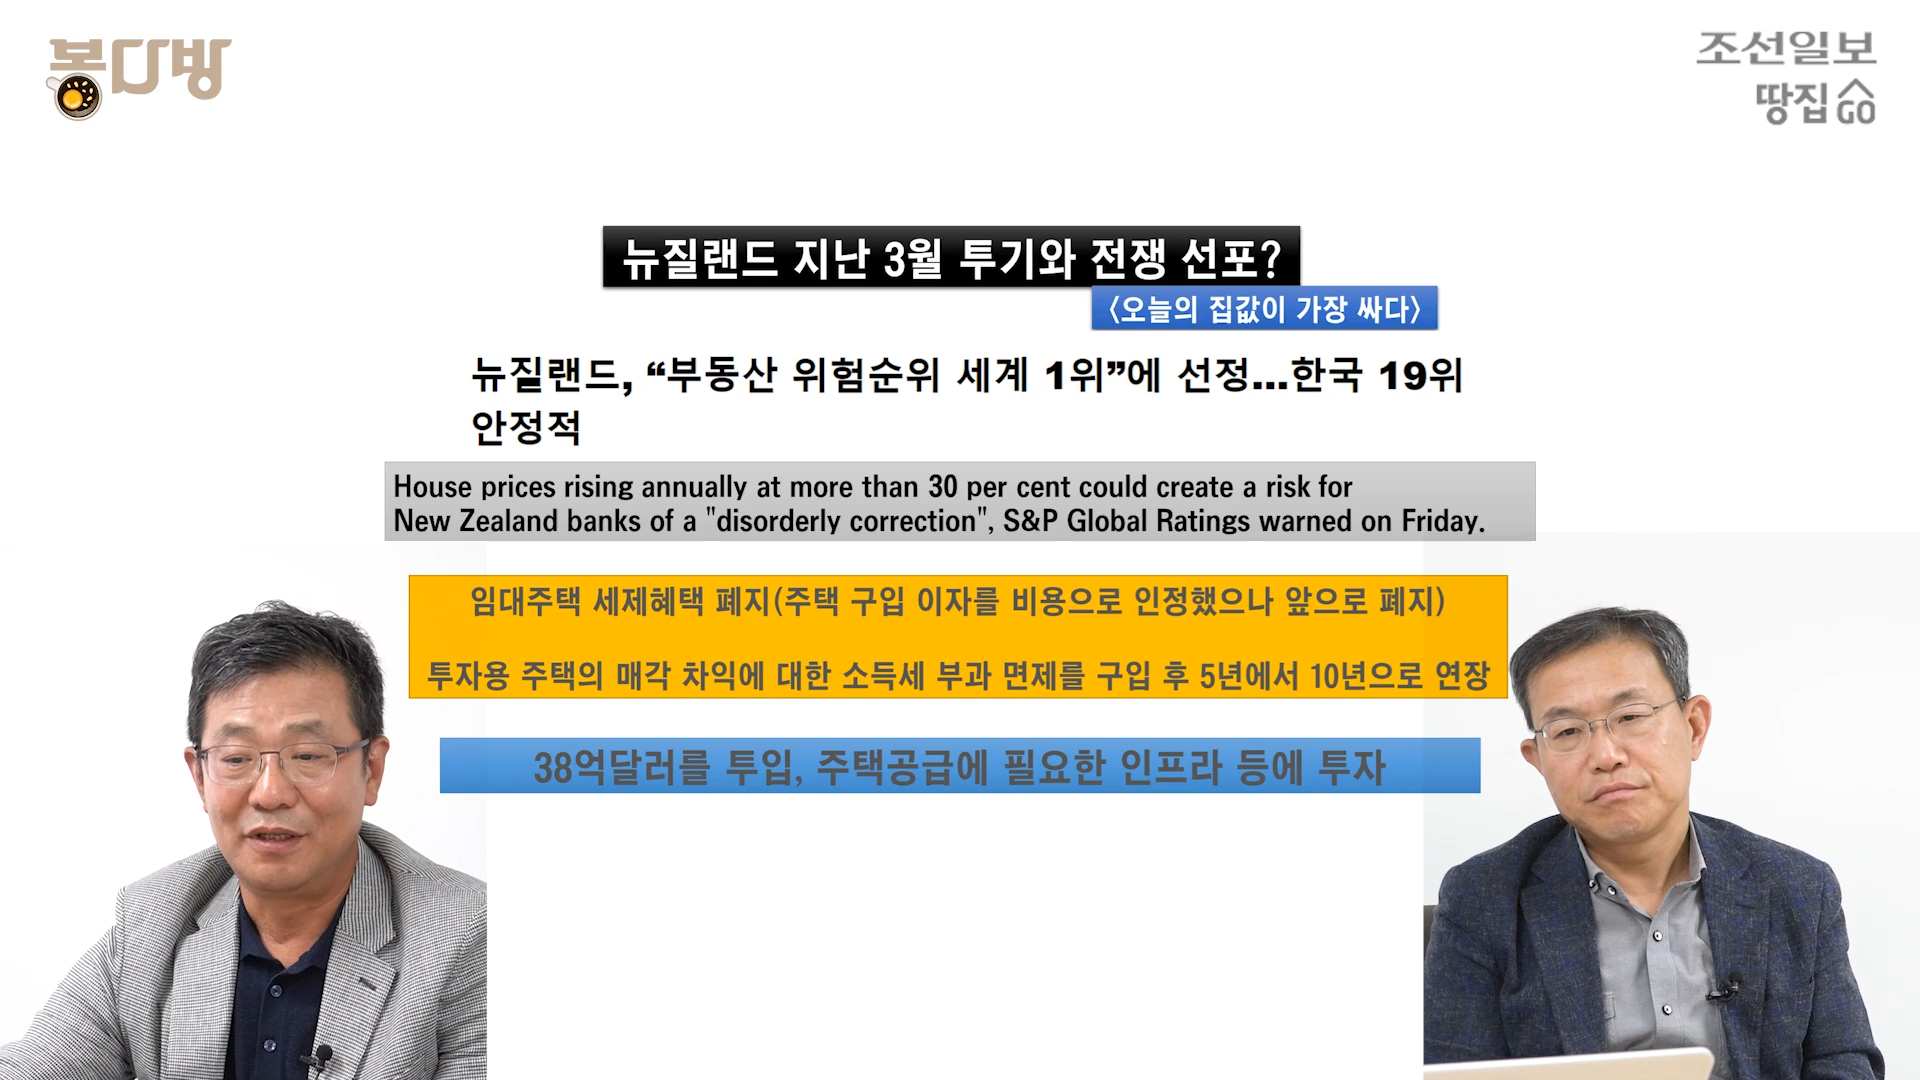 봉다방
조선일보
땅집GO
뉴질랜드 지난 3월 투기와 전쟁 선포?
〈오늘의 집값이 가장 싸다〉
뉴질랜드, “부동산 위험순위 세계 1위”에 선정...한국 19위
안정적
House prices rising annually at more than 30 per cent could create a risk for
New Zealand banks of a "disorderly correction", S&P Global Ratings warned on Friday.
임대주택 세제혜택 폐지(주택 구입 이자를 비용으로 인정했으나 앞으로 폐지)
투자용 주택의 매각 차익에 대한 소득세 부과 면제를 구입 후 5년에서 10년으로 연장
38억달러를 투입, 주택공급에 필요한 인프라 등에 투자